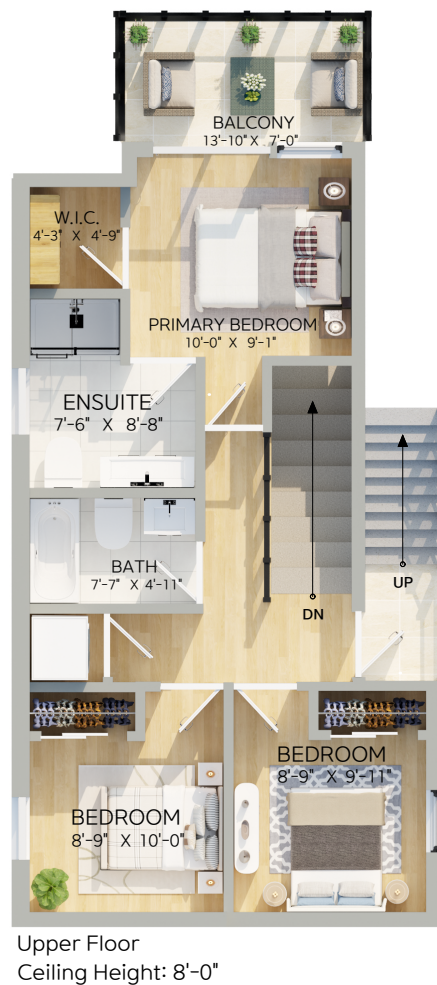 BALCONY
13'-10" X 7'-0"
W.I.C.
4'-3" X 4'-9"
PRIMARY BEDROOM
10'-0" X 9'-1"
ENSUITE
7'-6" X 8'-8"
BATH
7'-7" X 4'-11"
UP
DN
BEDROOM
8'-9" X 9'-11"
BEDROOM
8'-9" X 10'-0"
Upper Floor
Ceiling Height: 8'-0"